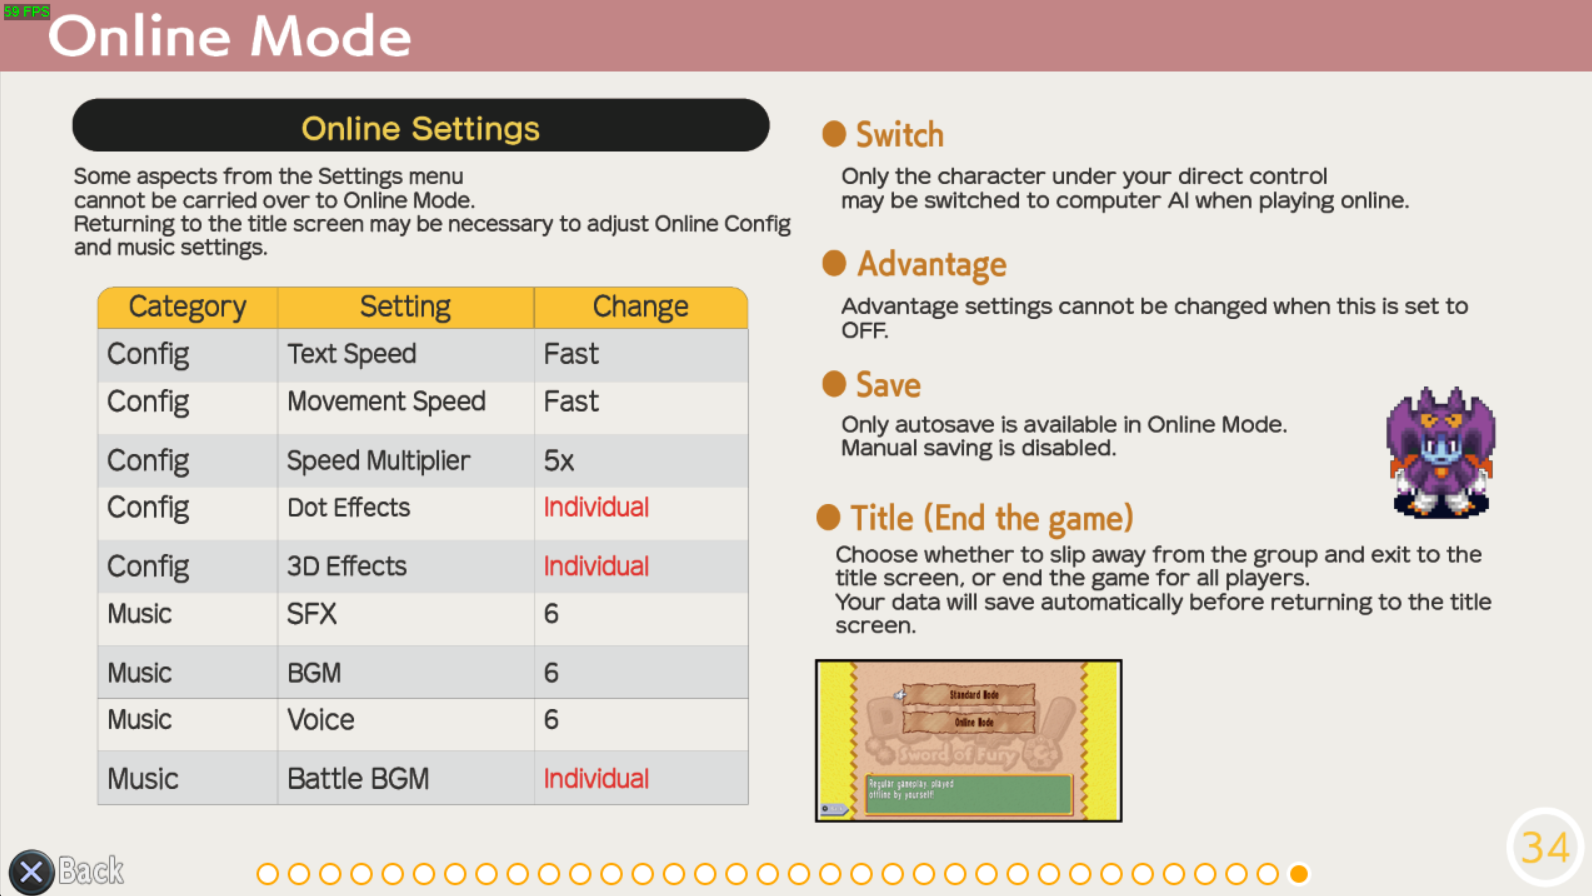 59 FPS
Online Mode
Online Settings
Some aspects from the Settings menu
cannot be carried over to Online Mode.
Returning to the title screen may be necessary to adjust Online Config
and music settings.
Category Setting Change
Config Text Speed Fast
Config Movement Speed Fast
Config Speed Multiplier 5x
Config Dot Effects Individual
Config 3D Effects Individual
Music SFX 6
Music BGM 6
Music Voice 6
Music Battle BGM Individual
Switch
Only the character under your direct control
may be switched to computer AI when playing online.
Advantage
Advantage settings cannot be changed when this is set to
OFF.
Save
Only autosave is available in Online Mode.
Manual saving is disabled.
Title (End the game)
Choose whether to slip away from the group and exit to the
title screen, or end the game for all players.
Your data will save automatically before returning to the title
screen.
Standard Mode
Online Mode
Sword of Fury
Regular gameplay, played
offline by yourself!
Back
34